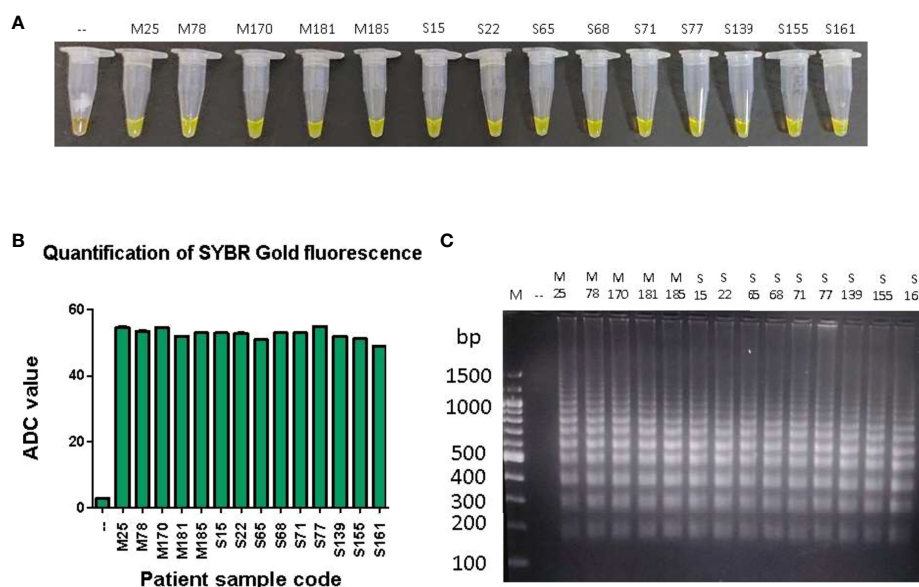 A
-- M25 M78 M170 M181 M185 S15 S22 S65 S68 S71 S77 S139 S155 S161
B
Quantification of SYBR Gold fluorescence
60
40
20
0
ADC value
-- M25 M78 M170 M181 M185 S15 S22 S65 S68 S71 S77 S139 S155 S161
Patient sample code
C
M M M M M S S S S S S S S S
M -- 25 78 170 181 185 15 22 65 68 71 77 139 155 16
bp
1500
1000
500
400
300
200
100